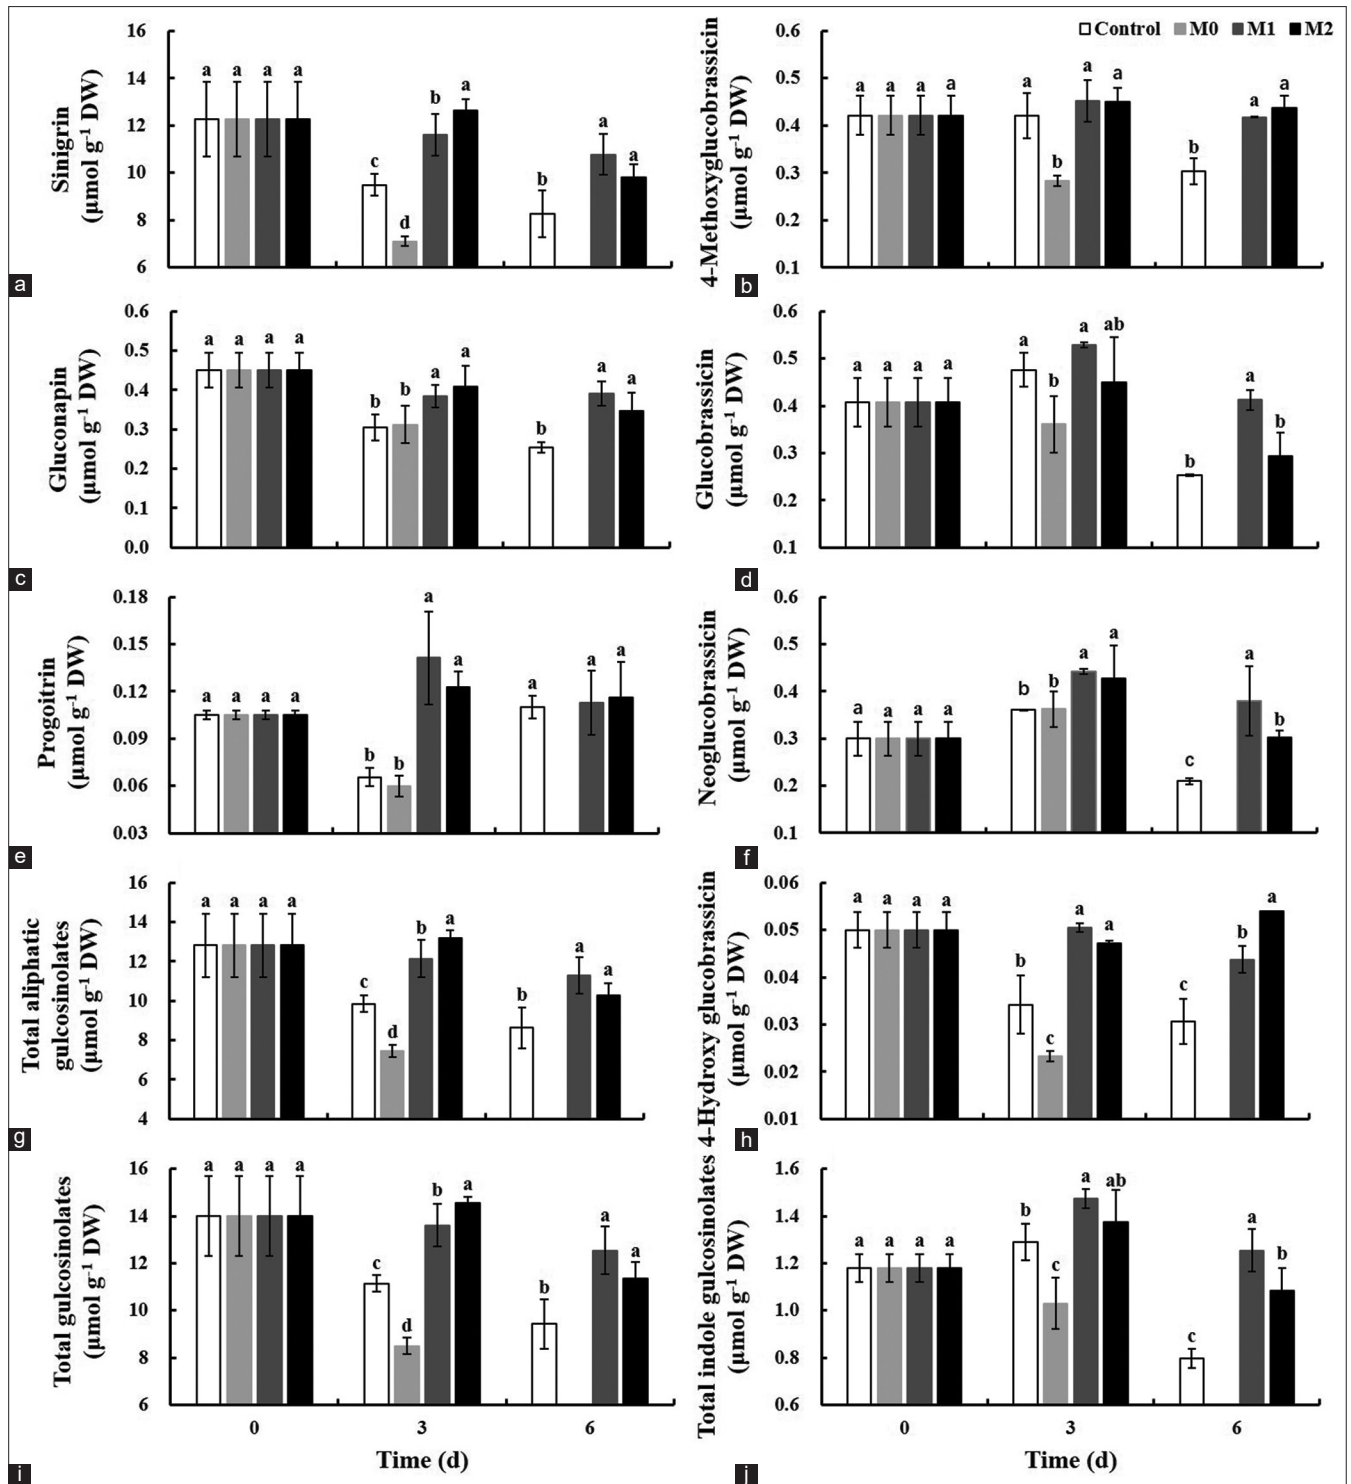 Control M0 M1 M2
Sinigrin
(µmol g⁻¹ DW)
16
14
12
10
8
6
a a a a
c d b a
b a a
a
4-Methoxyglucobrassicin
(µmol g⁻¹ DW)
0.6
0.5
0.4
0.3
0.2
0.1
a a a a
a b a a
b a a
b
Gluconapin
(µmol g⁻¹ DW)
0.6
0.5
0.4
0.3
0.2
0.1
0.0
a a a a
b b a a
b a a
c
Glucobrassicin
(µmol g⁻¹ DW)
0.6
0.5
0.4
0.3
0.2
0.1
a a a a
a b a ab
b a b
d
Progoitrin
(µmol g⁻¹ DW)
0.18
0.15
0.12
0.09
0.06
0.03
a a a a
b b a a
a a a
e
Neoglucobrassicin
(µmol g⁻¹ DW)
0.6
0.5
0.4
0.3
0.2
0.1
a a a a
b b a a
c a b
f
Total aliphatic
gulcosinolates
(µmol g⁻¹ DW)
16
14
12
10
8
6
4
a a a a
c d b a
b a a
g
4-Hydroxy glucobrassicin
(µmol g⁻¹ DW)
0.06
0.05
0.04
0.03
0.02
0.01
a a a a
b c a a
c b a
h
Total gulcosinolates
(µmol g⁻¹ DW)
16
14
12
10
8
6
a a a a
c d b a
b a a
0 3 6
Time (d)
i
Total indole gulcosinolates
(µmol g⁻¹ DW)
1.6
1.4
1.2
1.0
0.8
0.6
a a a a
b c a ab
c a b
0 3 6
Time (d)
j